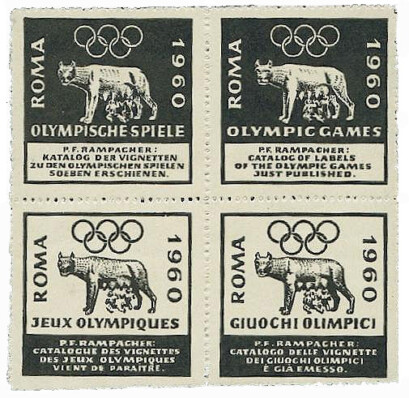 ROMA 1960
OLYMPISCHE SPIELE
P.F. RAMPACHER:
KATALOG DER VIGNETTEN
ZU DEN OLYMPISCHEN SPIELEN
SOEBEN ERSCHIENEN.
ROMA 1960
OLYMPIC GAMES
P.F. RAMPACHER:
CATALOG OF LABELS
OF THE OLYMPIC GAMES
JUST PUBLISHED.
ROMA 1960
JEUX OLYMPIQUES
P.F. RAMPACHER:
CATALOGUE DES VIGNETTES
DES JEUX OLYMPIQUES
VIENT DE PARAITRE.
ROMA 1960
GIUOCHI OLIMPICI
P.F. RAMPACHER:
CATALOGO DELLE VIGNETTE
DEI GIUOCHI OLIMPICI
È GIÀ EMESSO.